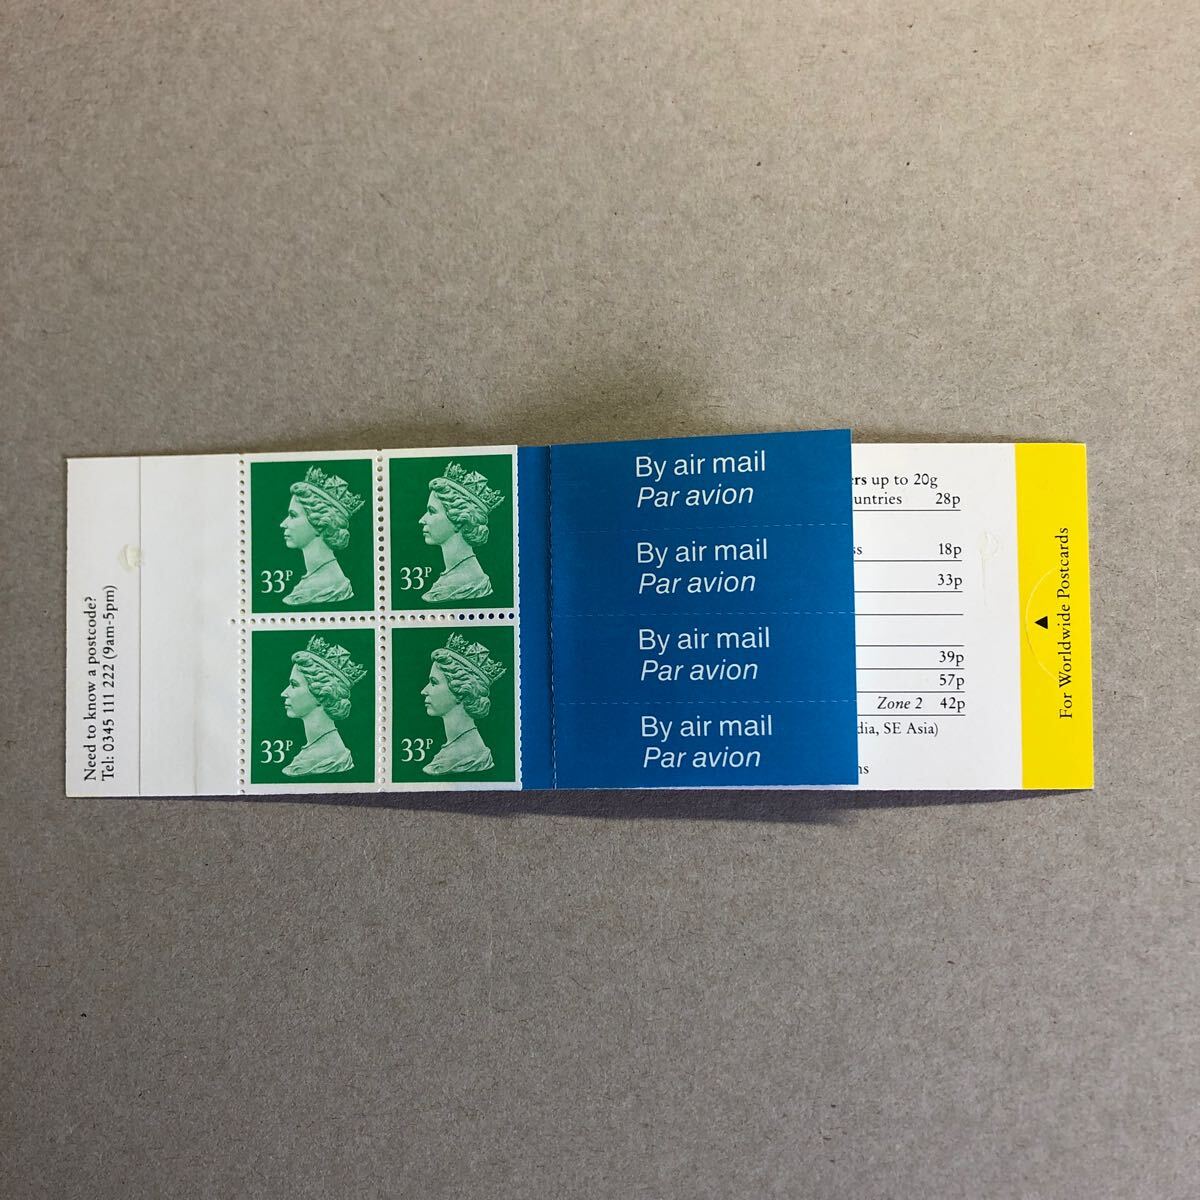 Need to know a postcode?
Tel: 0345 111 222 (9am-5pm)
33P
33P
33P
33P
By air mail
Par avion
By air mail
Par avion
By air mail
Par avion
By air mail
Par avion
up to 20g
28p
18p
33p
39p
57p
Zone 2 42p
SE Asia)
For Worldwide Postcards